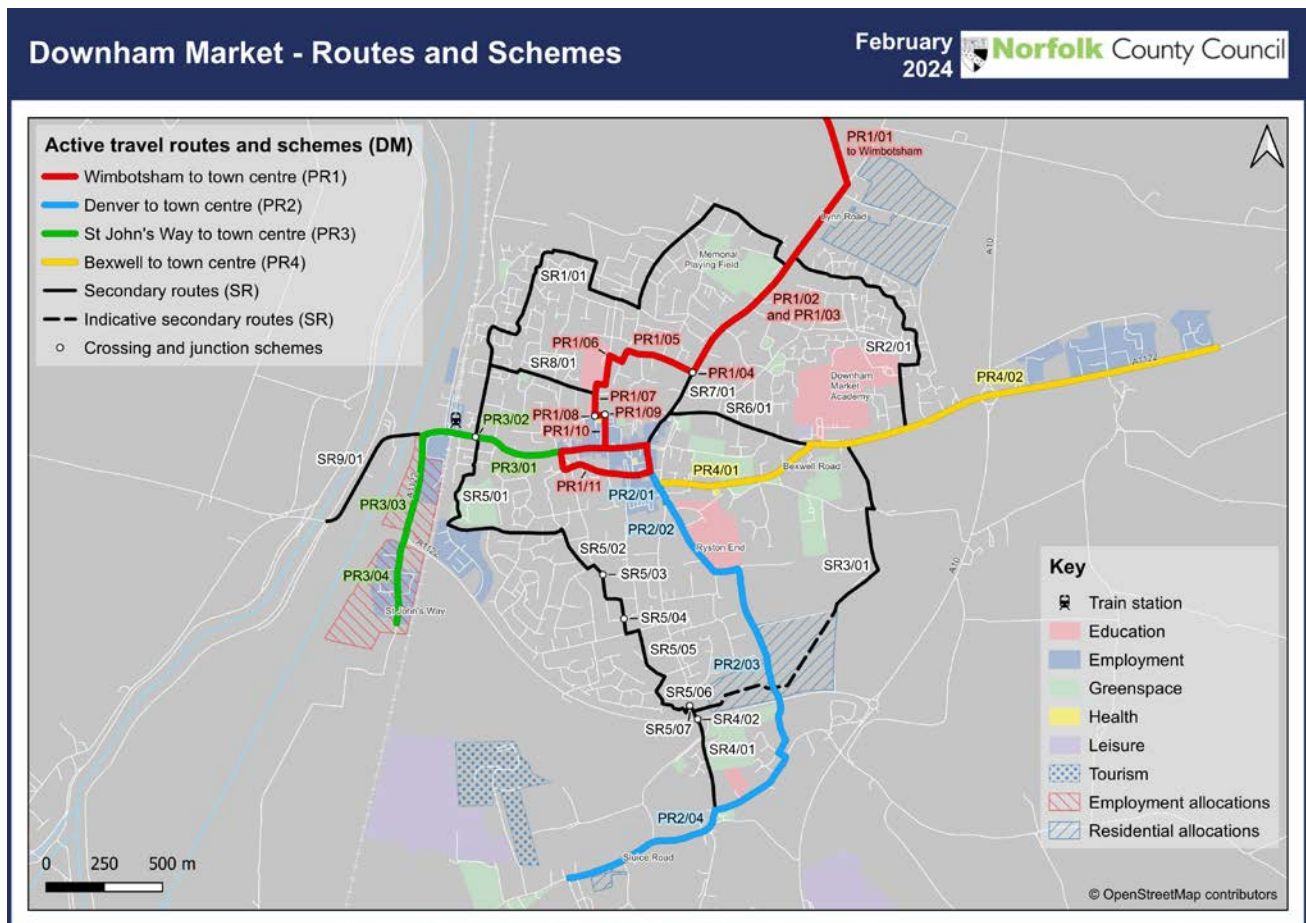 Downham Market - Routes and Schemes
February
2024
Norfolk County Council
Active travel routes and schemes (DM)
Wimbotsham to town centre (PR1)
Denver to town centre (PR2)
St John's Way to town centre (PR3)
Bexwell to town centre (PR4)
Secondary routes (SR)
Indicative secondary routes (SR)
Crossing and junction schemes
PR1/01
to Wimbotsham
Lynn Road
A10
Memorial
Playing Field
SR1/01
PR1/02
and PR1/03
PR1/05
PR1/06
SR2/01
A1122
SR8/01
PR1/04
Downham
Market
Academy
PR4/02
SR7/01
PR1/07
SR6/01
PR1/08
PR1/09
PR3/02
PR1/10
SR9/01
PR3/01
PR4/01
Bexwell Road
PR1/11
SR5/01
PR2/01
PR3/03
A1122
PR2/02
A1122
SR5/02
Ryston End
SR3/01
A10
PR3/04
SR5/03
St John's Way
SR5/04
SR5/05
PR2/03
SR5/06
SR4/02
SR5/07
SR4/01
PR2/04
Sluice Road
Key
Train station
Education
Employment
Greenspace
Health
Leisure
Tourism
Employment allocations
Residential allocations
0 250 500 m
© OpenStreetMap contributors